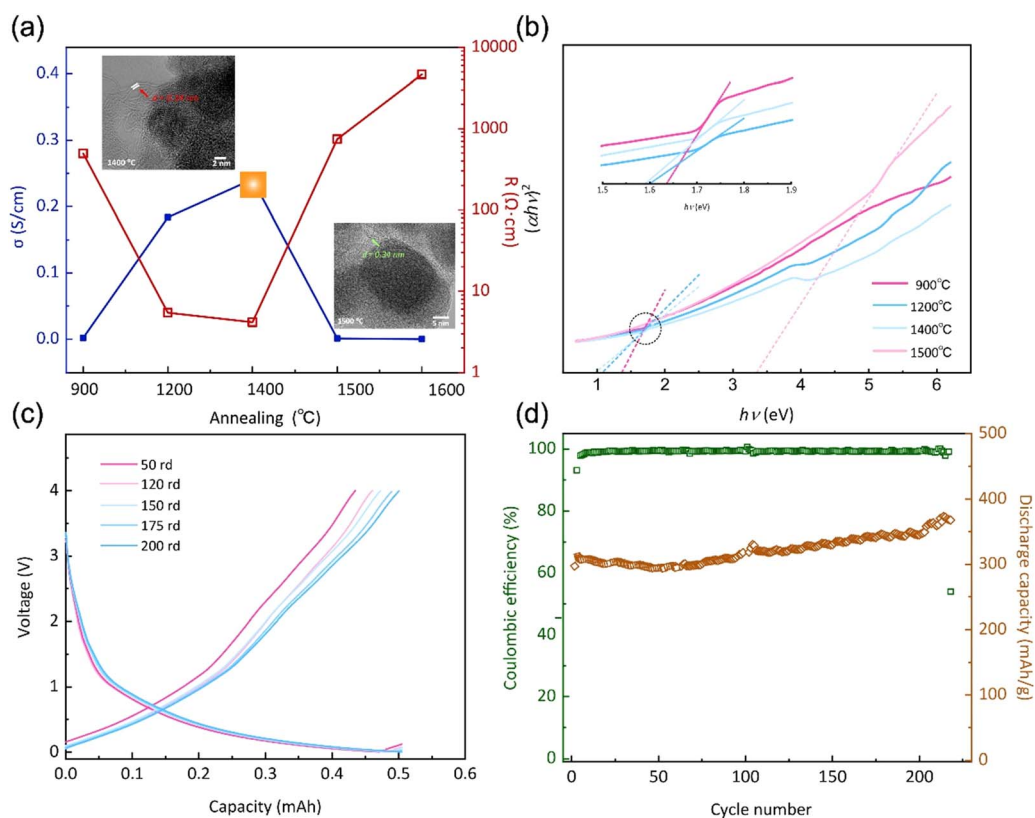 (a)
σ (S/cm)
0.4
0.3
0.2
0.1
0.0
900
1200
1400
1500
1600
Annealing (°C)
10000
1000
100
10
1
R (Ω·cm)
1400 °C
2 nm
d = 0.34 nm
1500 °C
5 nm
(b)
(αhν)²
1.5
1.6
1.7
1.8
1.9
hν (eV)
900°C
1200°C
1400°C
1500°C
1
2
3
4
5
6
hν (eV)
(c)
Voltage (V)
4
3
2
1
0
50 rd
120 rd
150 rd
175 rd
200 rd
0.0
0.1
0.2
0.3
0.4
0.5
0.6
Capacity (mAh)
(d)
Coulombic efficiency (%)
100
80
60
40
20
0
0
50
100
150
200
Cycle number
500
400
300
200
100
0
Discharge capacity (mAh/g)